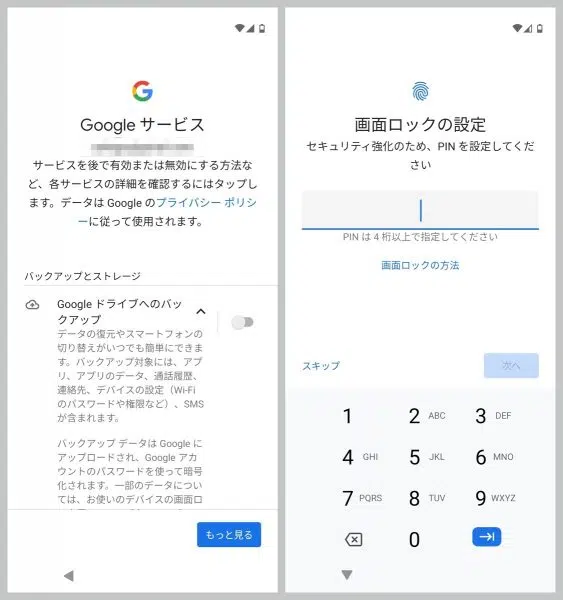 Google サービス
サービスを後で有効または無効にする方法な
ど、各サービスの詳細を確認するにはタップし
ます。データは Google のプライバシー ポリシ
ーに従って使用されます。
バックアップとストレージ
Google ドライブへのバッ
クアップ
データの復元やスマートフォンの
切り替えがいつでも簡単にできま
す。バックアップ対象には、アプ
リ、アプリのデータ、通話履歴、
連絡先、デバイスの設定（Wi-Fi
のパスワードや権限など）、SMS
が含まれます。
バックアップ データは Google に
アップロードされ、Google アカ
ウントのパスワードを使って暗号
化されます。一部のデータについ
ては、お使いのデバイスの画面ロ
もっと見る
画面ロックの設定
セキュリティ強化のため、PIN を設定してくだ
さい
PIN は 4 桁以上で指定してください
画面ロックの方法
スキップ
次へ
1 2 ABC 3 DEF
4 GHI 5 JKL 6 MNO
7 PQRS 8 TUV 9 WXYZ
0